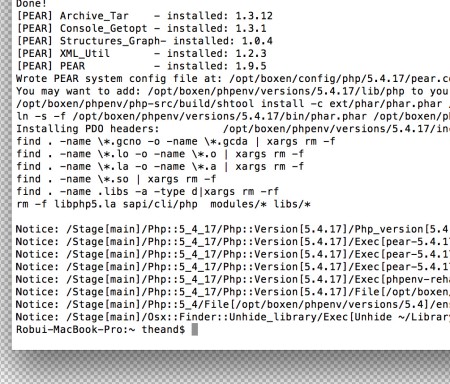 Done!
[PEAR] Archive_Tar    - installed: 1.3.12
[PEAR] Console_Getopt - installed: 1.3.1
[PEAR] Structures_Graph- installed: 1.0.4
[PEAR] XML_Util       - installed: 1.2.3
[PEAR] PEAR           - installed: 1.9.5
Wrote PEAR system config file at: /opt/boxen/config/php/5.4.17/pear.co
You may want to add: /opt/boxen/phpenv/versions/5.4.17/lib/php to you
/opt/boxen/phpenv/php-src/build/shtool install -c ext/phar/phar.phar /
ln -s -f /opt/boxen/phpenv/versions/5.4.17/bin/phar.phar /opt/boxen/p
Installing PDO headers:          /opt/boxen/phpenv/versions/5.4.17/in
find . -name \*.gcno -o -name \*.gcda | xargs rm -f
find . -name \*.lo -o -name \*.o | xargs rm -f
find . -name \*.la -o -name \*.a | xargs rm -f
find . -name \*.so | xargs rm -f
find . -name .libs -a -type d|xargs rm -rf
rm -f libphp5.la sapi/cli/php  modules/* libs/*
Notice: /Stage[main]/Php::5_4_17/Php::Version[5.4.17]/Php_version[5.4
Notice: /Stage[main]/Php::5_4_17/Php::Version[5.4.17]/Exec[pear-5.4.1
Notice: /Stage[main]/Php::5_4_17/Php::Version[5.4.17]/Exec[pear-5.4.1
Notice: /Stage[main]/Php::5_4_17/Php::Version[5.4.17]/Exec[pear-5.4.1
Notice: /Stage[main]/Php::5_4_17/Php::Version[5.4.17]/Exec[phpenv-reha
Notice: /Stage[main]/Php::5_4_17/Php::Version[5.4.17]/File[/opt/boxen
Notice: /Stage[main]/Php::5_4/File[/opt/boxen/phpenv/versions/5.4]/ens
Notice: /Stage[main]/Osx::Finder::Unhide_library/Exec[Unhide ~/Library
Robui-MacBook-Pro:~ theand$